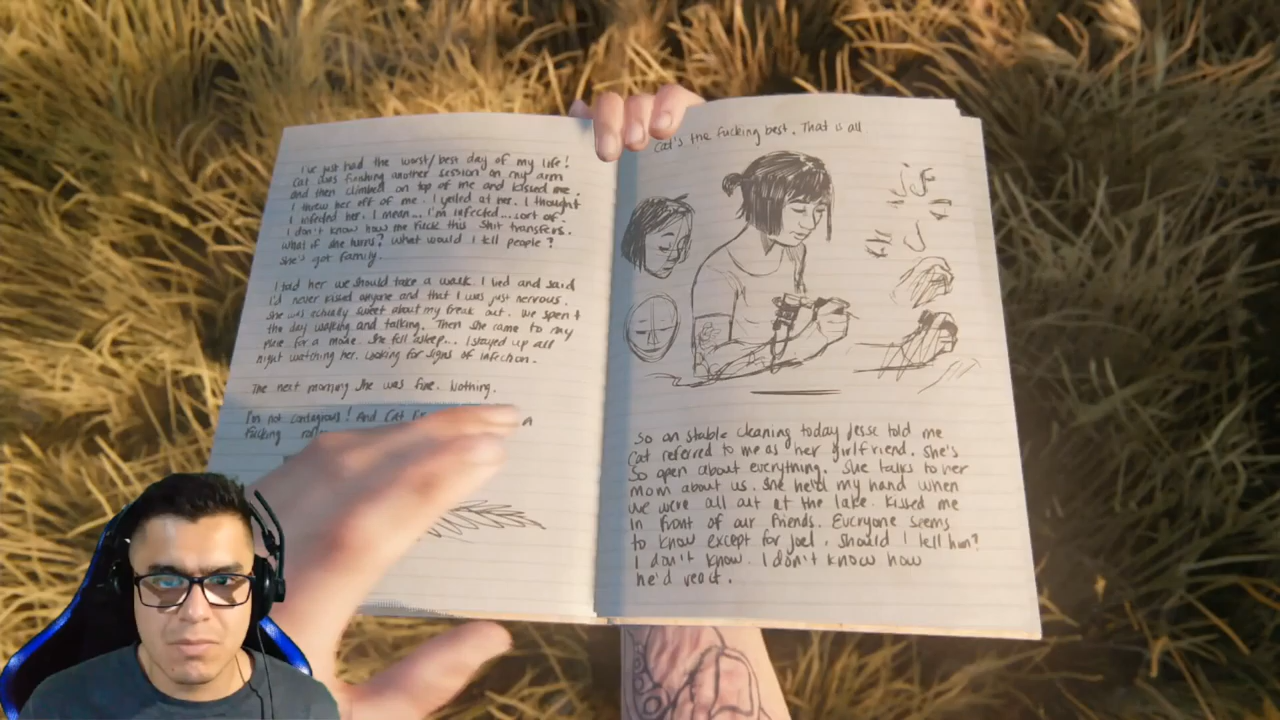 I've just had the worst/best day of my life!
Cat was finishing another session on my arm
and then climbed on top of me and kissed me.
I threw her off of me. I yelled at her. I thought
I infected her. I mean... I'm infected... sort of.
I don't know how the fuck this shit transfers.
What if she turns? What would I tell people?
She's got family.
I told her we should take a walk. I lied and said
I'd never kissed anyone and that I was just nervous.
She was actually sweet about my freak out. We spent
the day walking and talking. Then she came to my
place for a movie. She fell asleep... I stayed up all
night watching her. Looking for signs of infection.
The next morning she was fine. Nothing.
I'm not contagious! And Cat
fucking
Cat's the fucking best. That is all
So on stable cleaning today Jesse told me
Cat referred to me as her girlfriend. She's
so open about everything. She talks to her
mom about us. She held my hand when
we were all out at the lake. Kissed me
in front of our friends. Everyone seems
to know except for Joel. Should I tell him?
I don't know. I don't know how
he'd react.